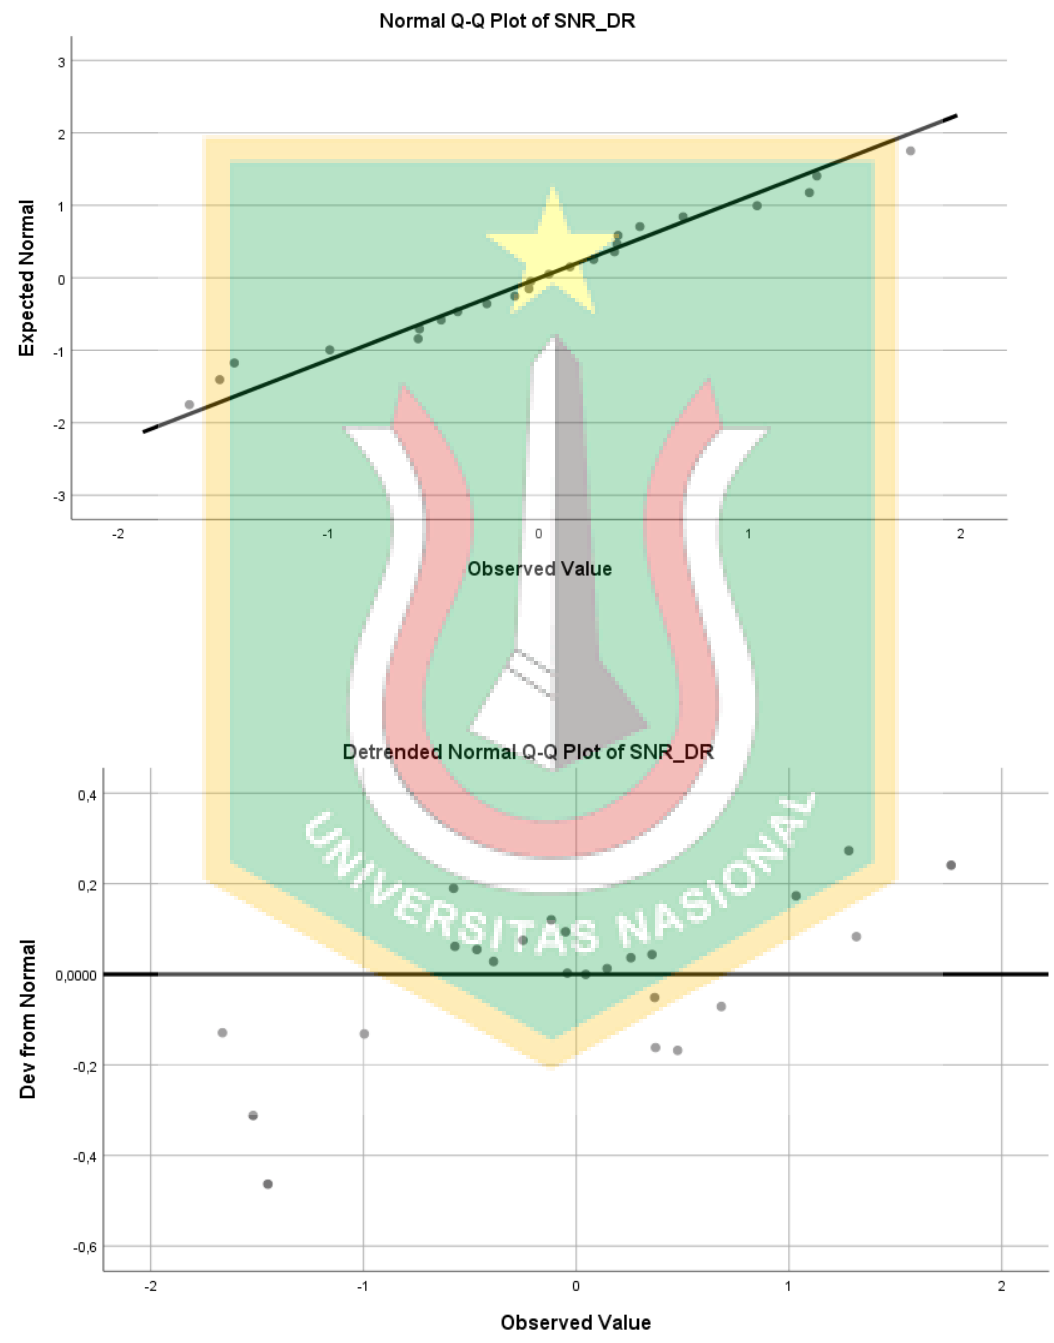 Normal Q-Q Plot of SNR_DR
Expected Normal
3
2
1
0
-1
-2
-3
-2 -1 0 1 2
Observed Value
Detrended Normal Q-Q Plot of SNR_DR
UNIVERSITAS NASIONAL
Dev from Normal
0,4
0,2
0,0000
-0,2
-0,4
-0,6
-2 -1 0 1 2
Observed Value